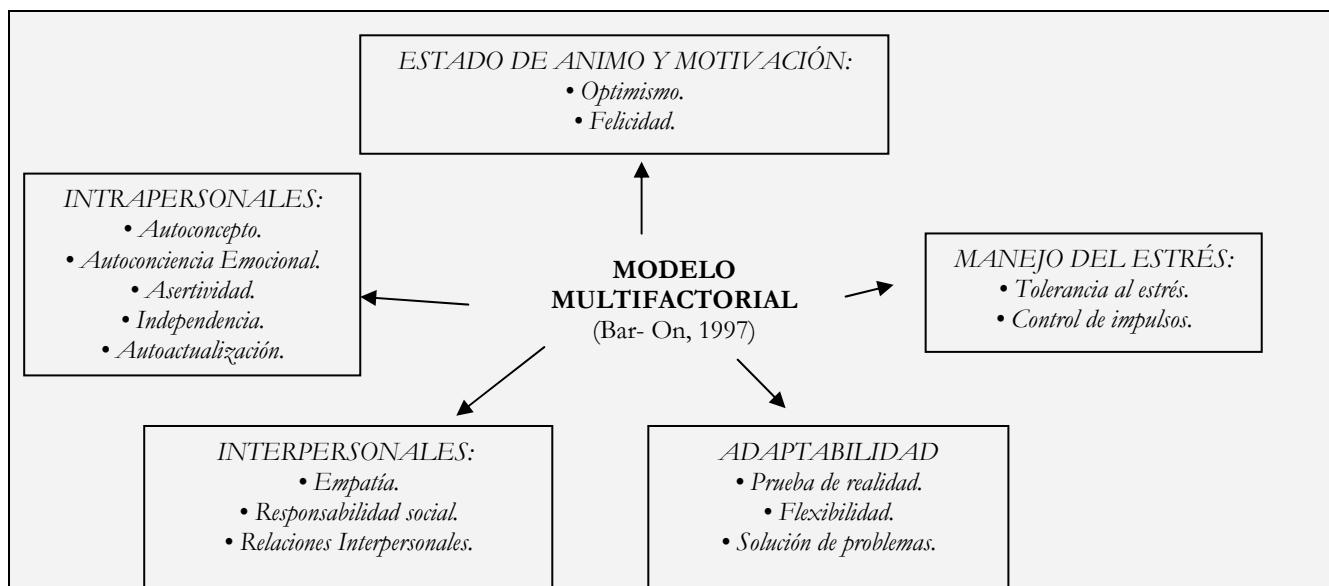 ESTADO DE ANIMO Y MOTIVACIÓN:
• Optimismo.
• Felicidad.
INTRAPERSONALES:
• Autoconcepto.
• Autoconciencia Emocional.
• Asertividad.
• Independencia.
• Autoactualización.
MODELO
MULTIFACTORIAL
(Bar- On, 1997)
MANEJO DEL ESTRÉS:
• Tolerancia al estrés.
• Control de impulsos.
INTERPERSONALES:
• Empatía.
• Responsabilidad social.
• Relaciones Interpersonales.
ADAPTABILIDAD
• Prueba de realidad.
• Flexibilidad.
• Solución de problemas.